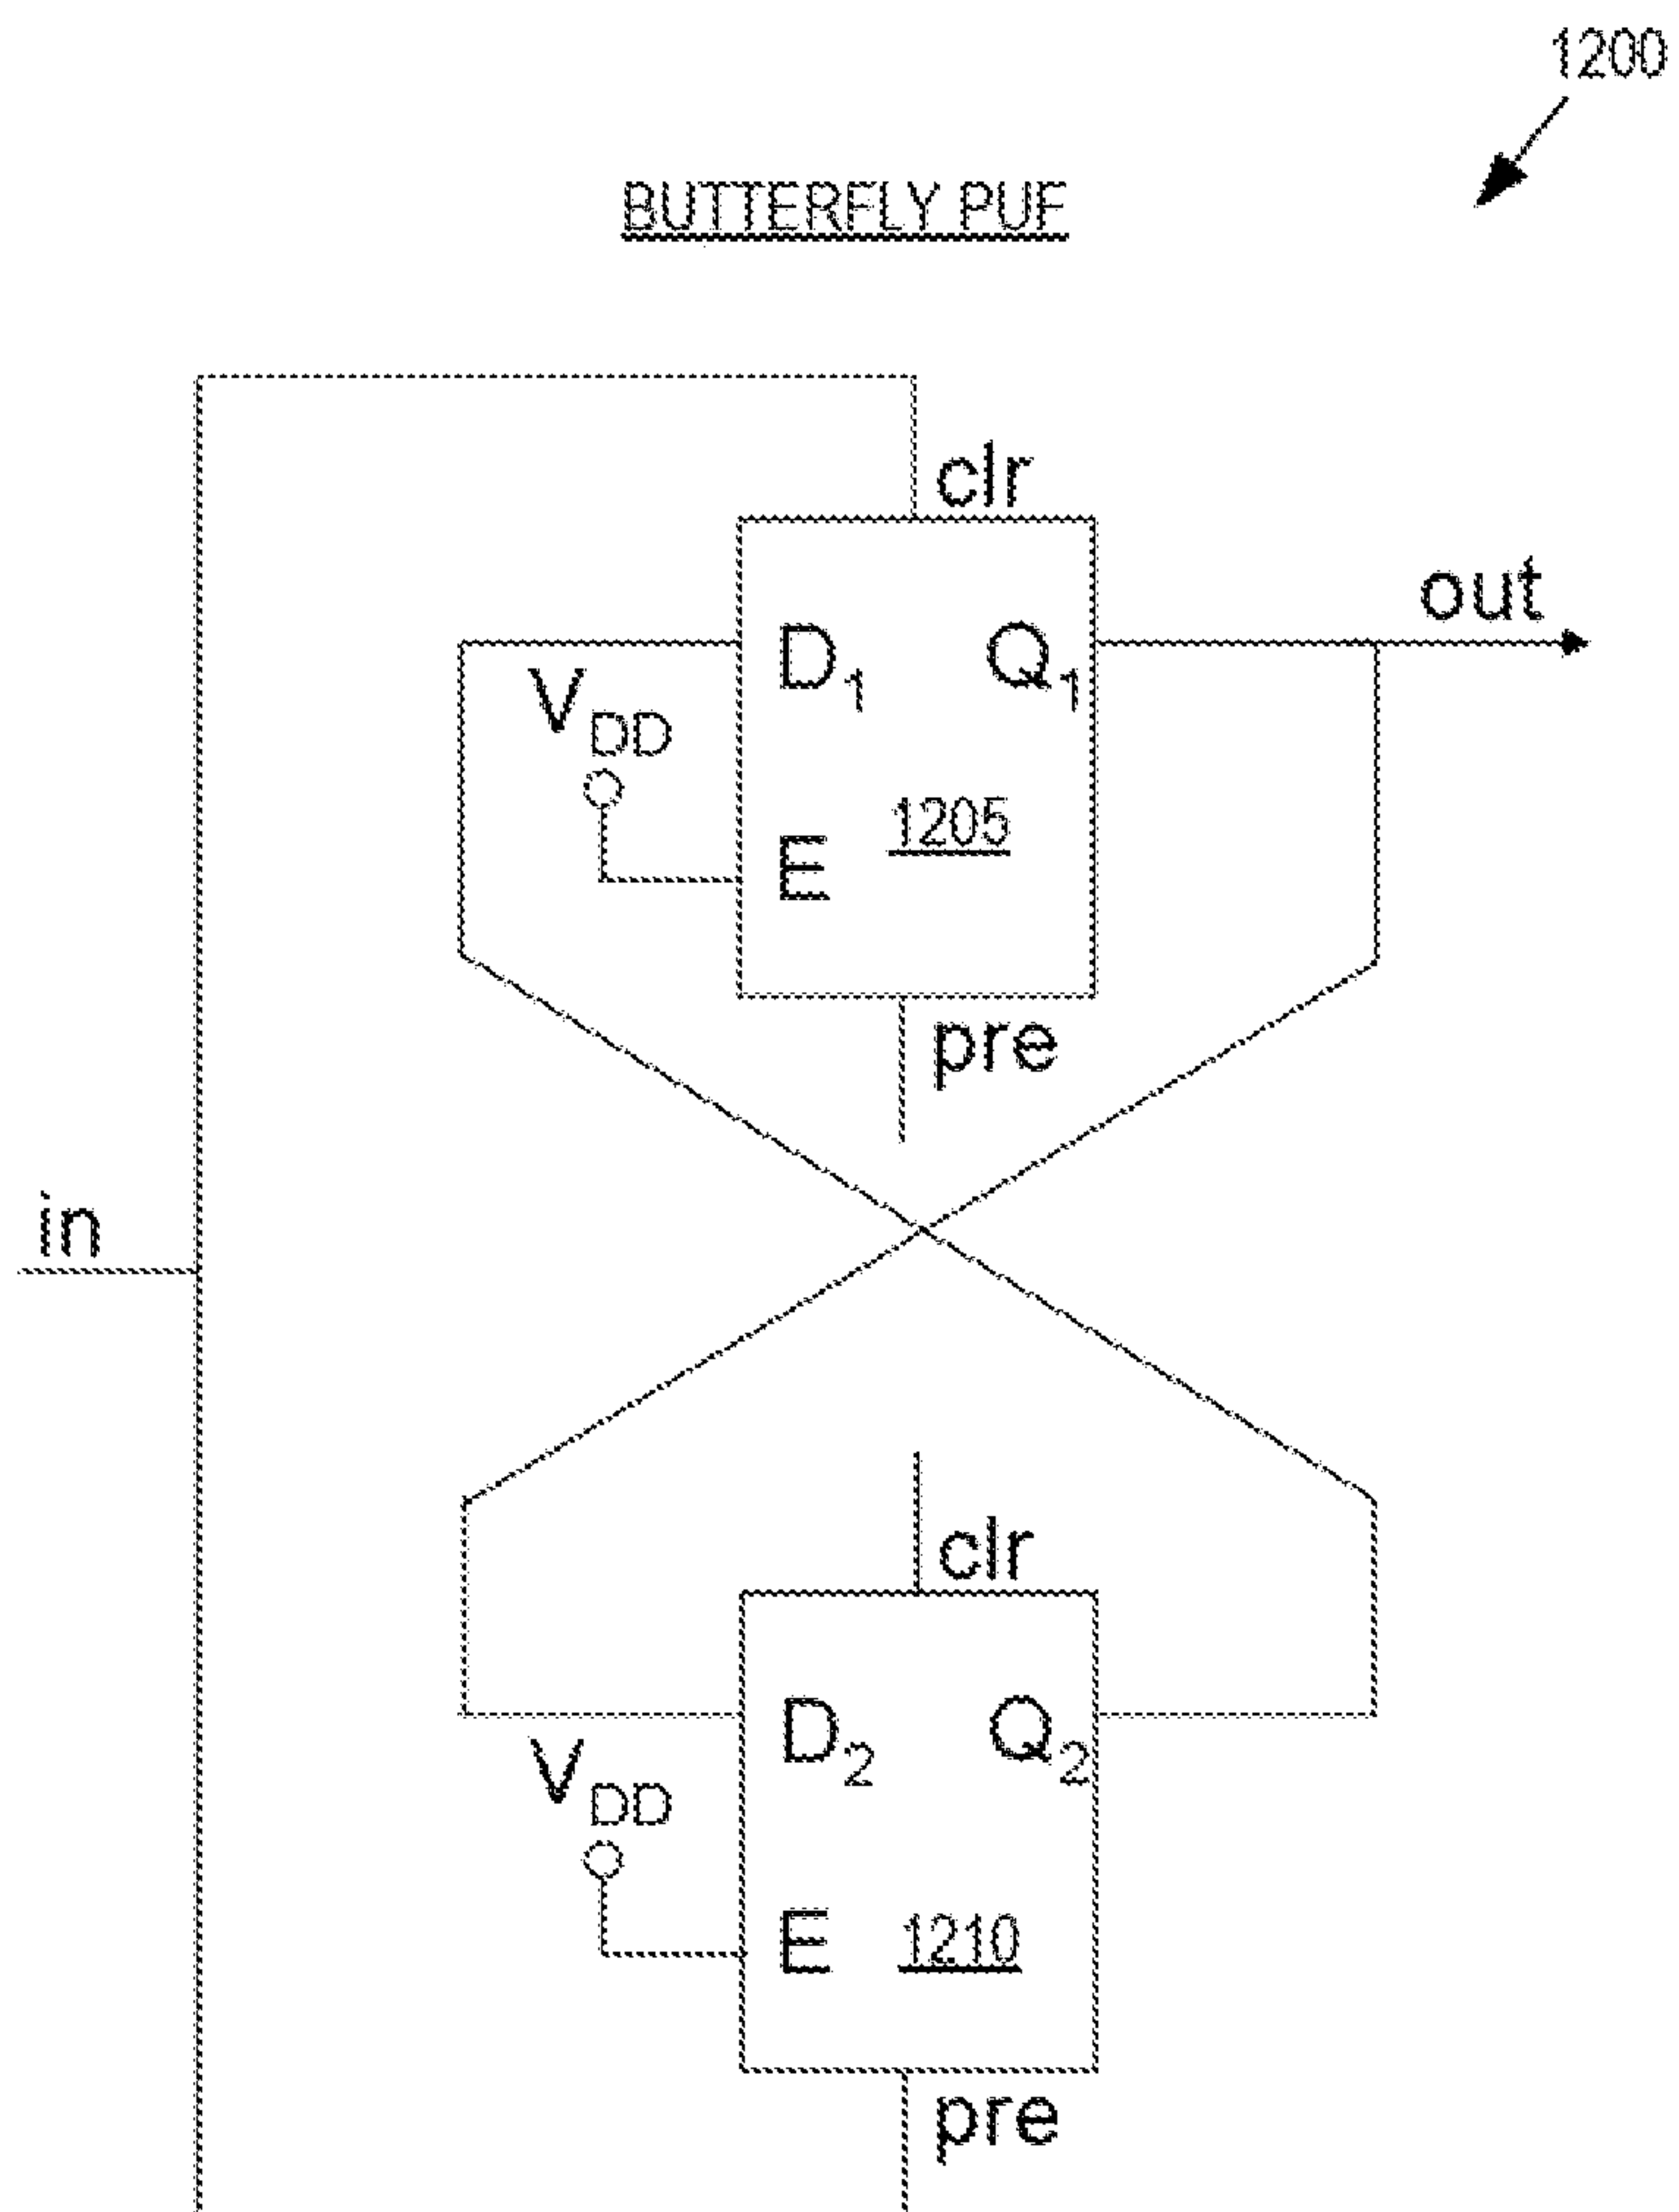 1200
BUTTERFLY PUF
clr
out
D1 Q1
VDD
E 1205
pre
in
clr
D2 Q2
VDD
E 1210
pre